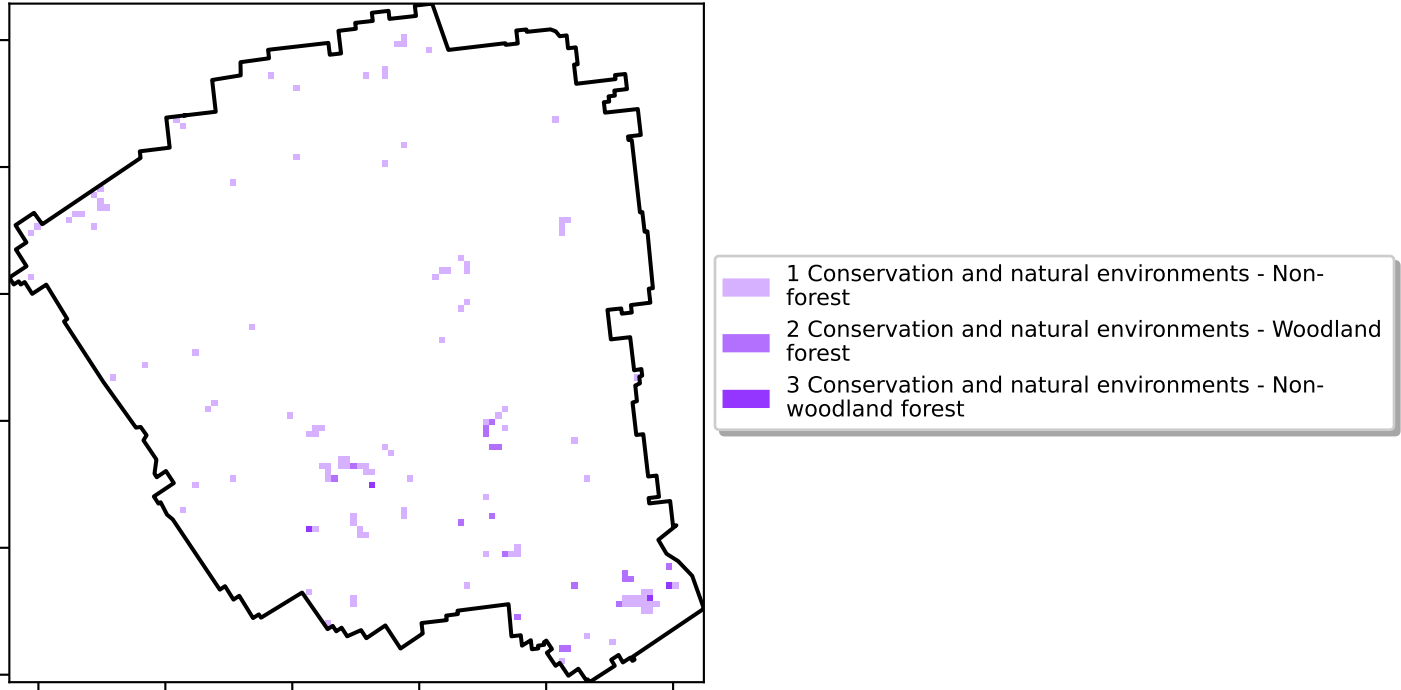 1 Conservation and natural environments - Non-
forest
2 Conservation and natural environments - Woodland
forest
3 Conservation and natural environments - Non-
woodland forest